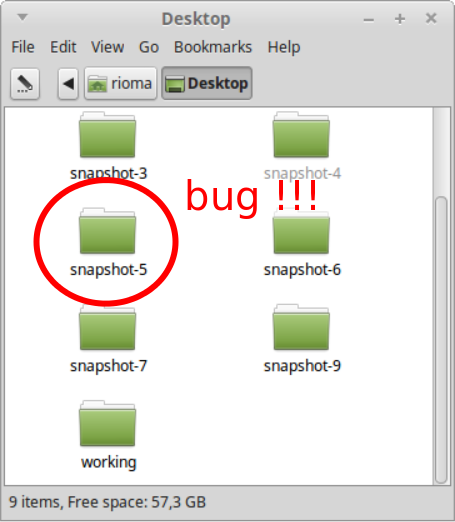 Desktop
File Edit View Go Bookmarks Help
rioma Desktop
snapshot-3 snapshot-4
bug !!!
snapshot-5 snapshot-6
snapshot-7 snapshot-9
working
9 items, Free space: 57,3 GB